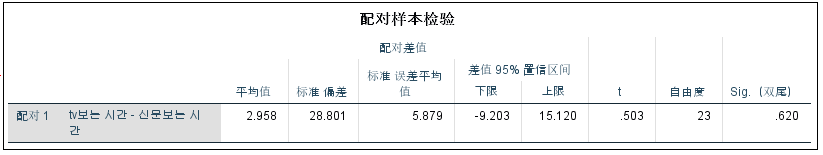 配对样本检验
配对差值
平均值 标准 偏差 标准 误差平均值 差值 95% 置信区间 下限 上限 t 自由度 Sig.（双尾）
配对 1 tv보는 시간 - 신문보는 시간 2.958 28.801 5.879 -9.203 15.120 .503 23 .620